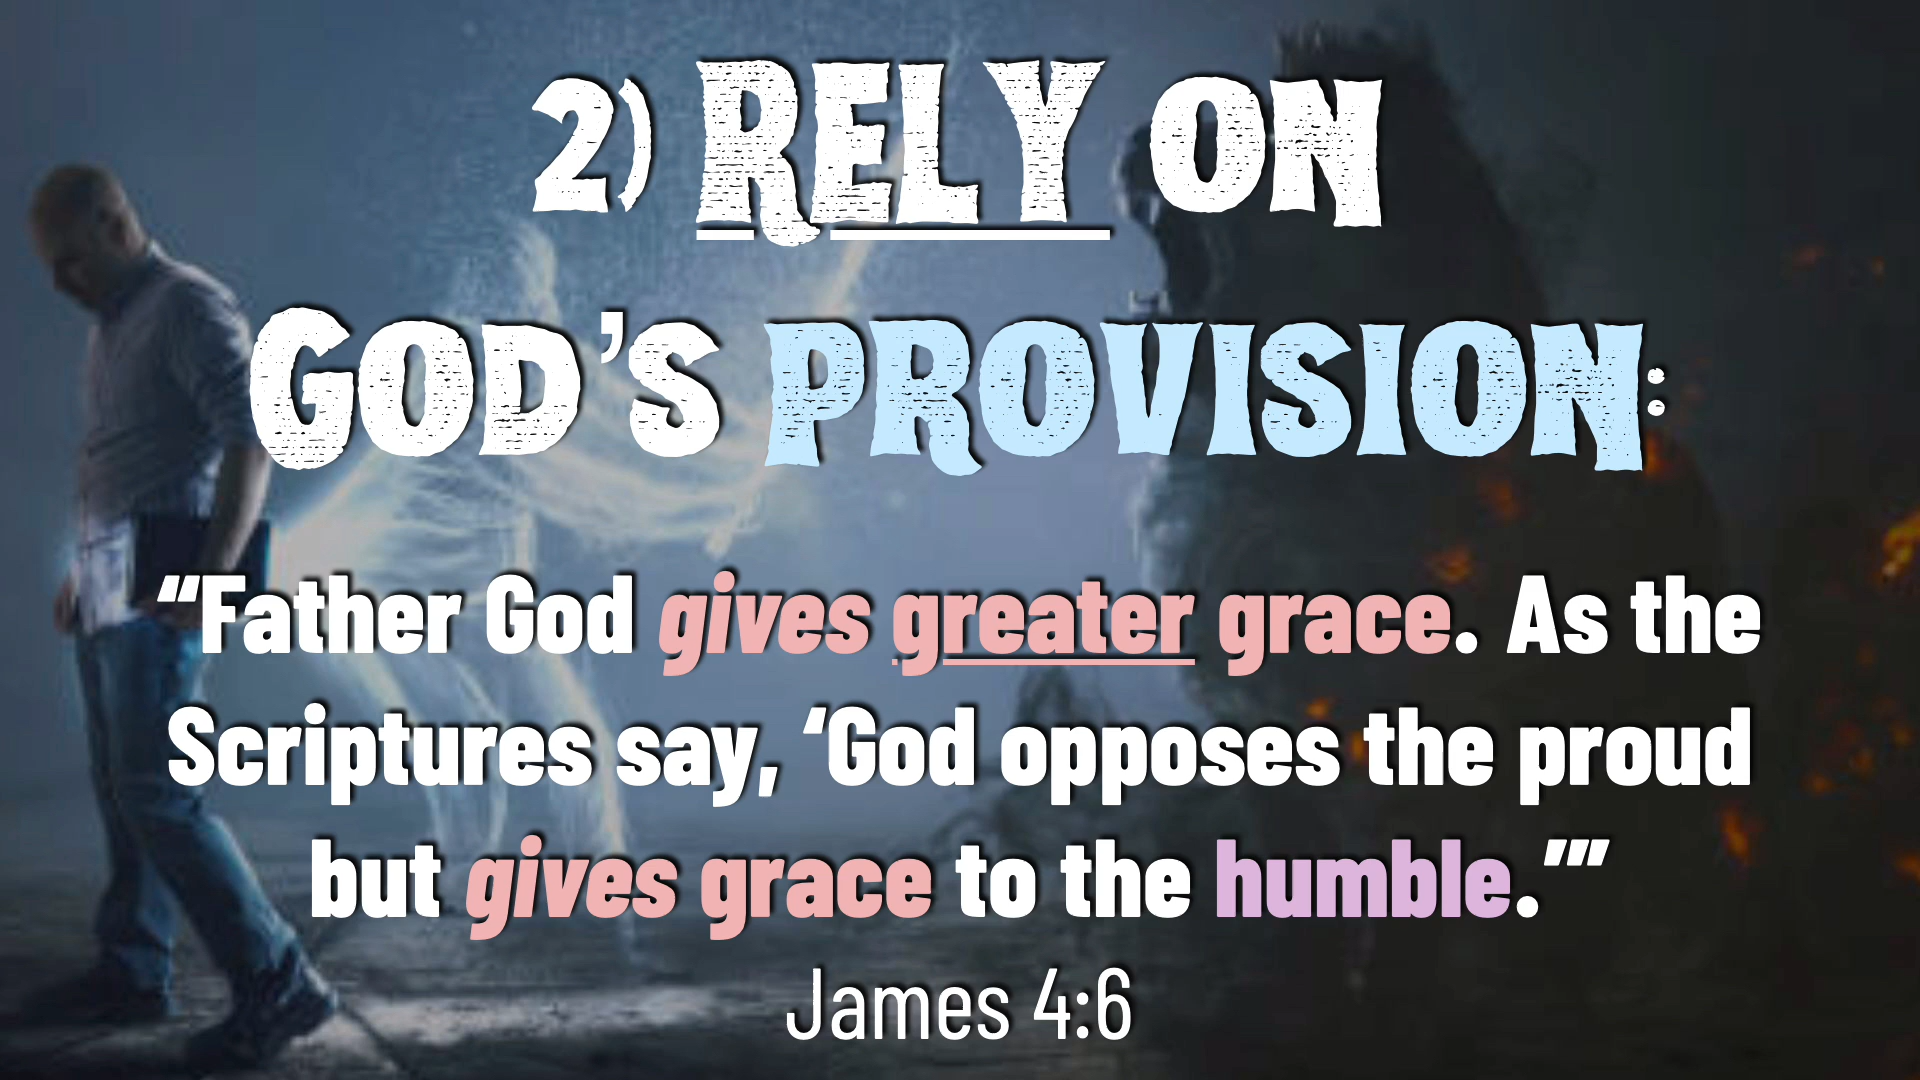 2) RELY ON
GOD’S PROVISION:
“Father God gives greater grace. As the
Scriptures say, ‘God opposes the proud
but gives grace to the humble.’”
James 4:6